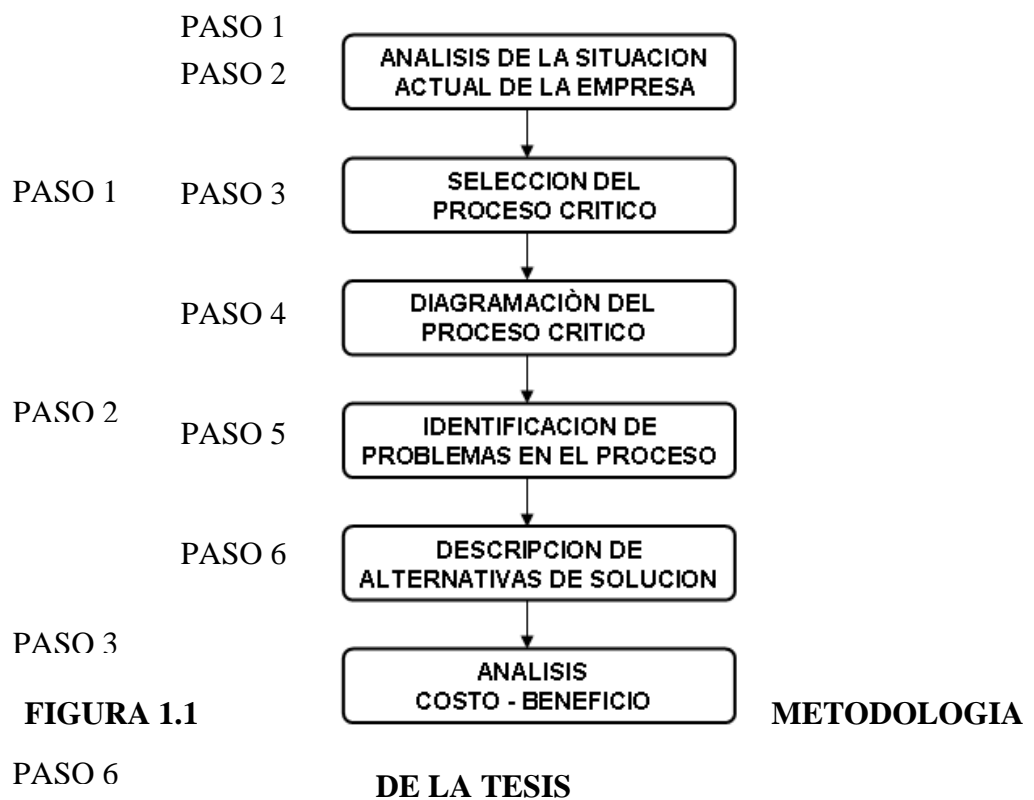 PASO 1
ANALISIS DE LA SITUACION
PASO 2
ACTUAL DE LA EMPRESA
PASO 1
PASO 3
SELECCION DEL
PROCESO CRITICO
PASO 4
DIAGRAMACIÒN DEL
PROCESO CRITICO
PASO 2
PASO 5
IDENTIFICACION DE
PROBLEMAS EN EL PROCESO
PASO 6
DESCRIPCION DE
ALTERNATIVAS DE SOLUCION
PASO 3
ANALISIS
COSTO - BENEFICIO
FIGURA 1.1 METODOLOGIA
PASO 6
DE LA TESIS